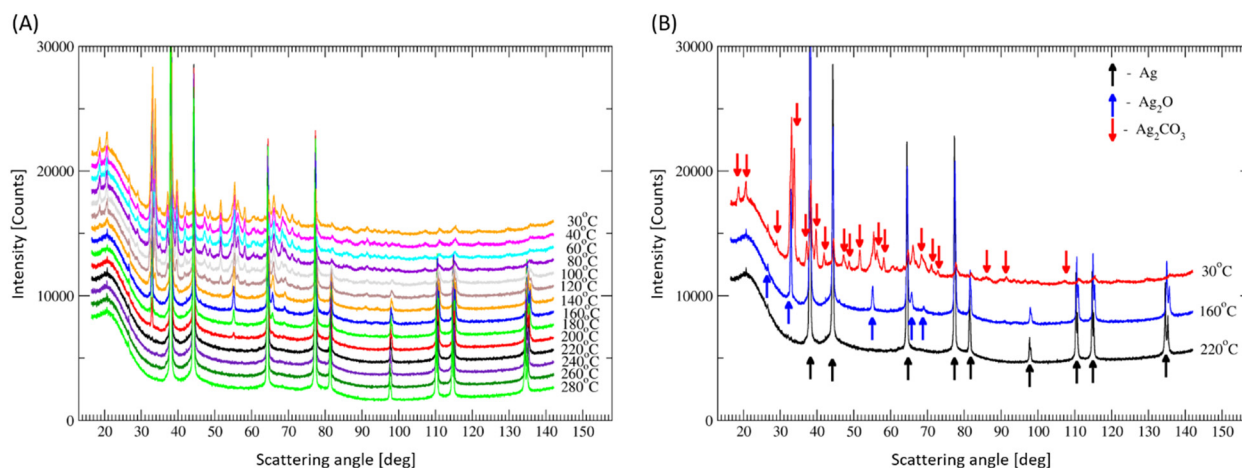 (A)
30000
20000
10000
0
Intensity [Counts]
30°C
40°C
60°C
80°C
100°C
120°C
140°C
160°C
180°C
200°C
220°C
240°C
260°C
280°C
20 30 40 50 60 70 80 90 100 110 120 130 140 150
Scattering angle [deg]
(B)
30000
20000
10000
0
Intensity [Counts]
- Ag
- Ag₂O
- Ag₂CO₃
30°C
160°C
220°C
20 30 40 50 60 70 80 90 100 110 120 130 140 150
Scattering angle [deg]